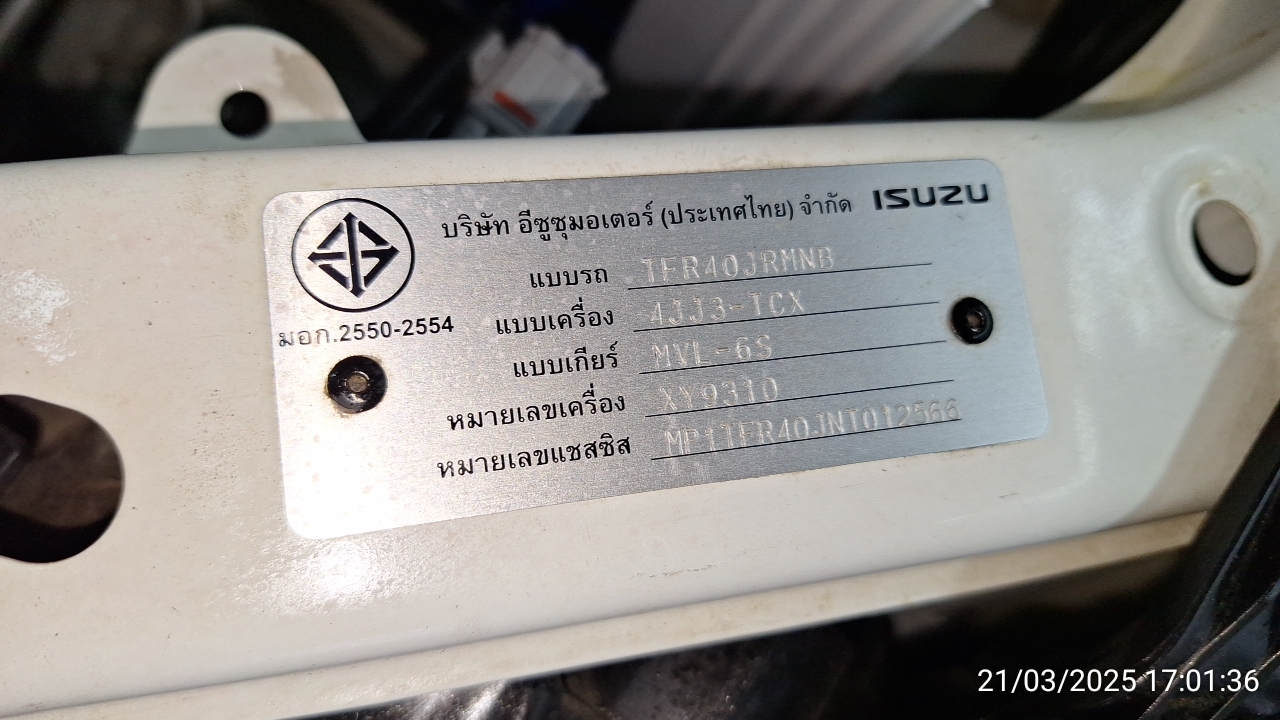 บริษัท อีซูซุมอเตอร์ (ประเทศไทย) จำกัด ISUZU
มอก.2550-2554
แบบรถ TFR40JRMNB
แบบเครื่อง 4JJ3-TCX
แบบเกียร์ MVL-6S
หมายเลขเครื่อง XY9310
หมายเลขแชสซิส MP1TFR40JNT012566
21/03/2025 17:01:36